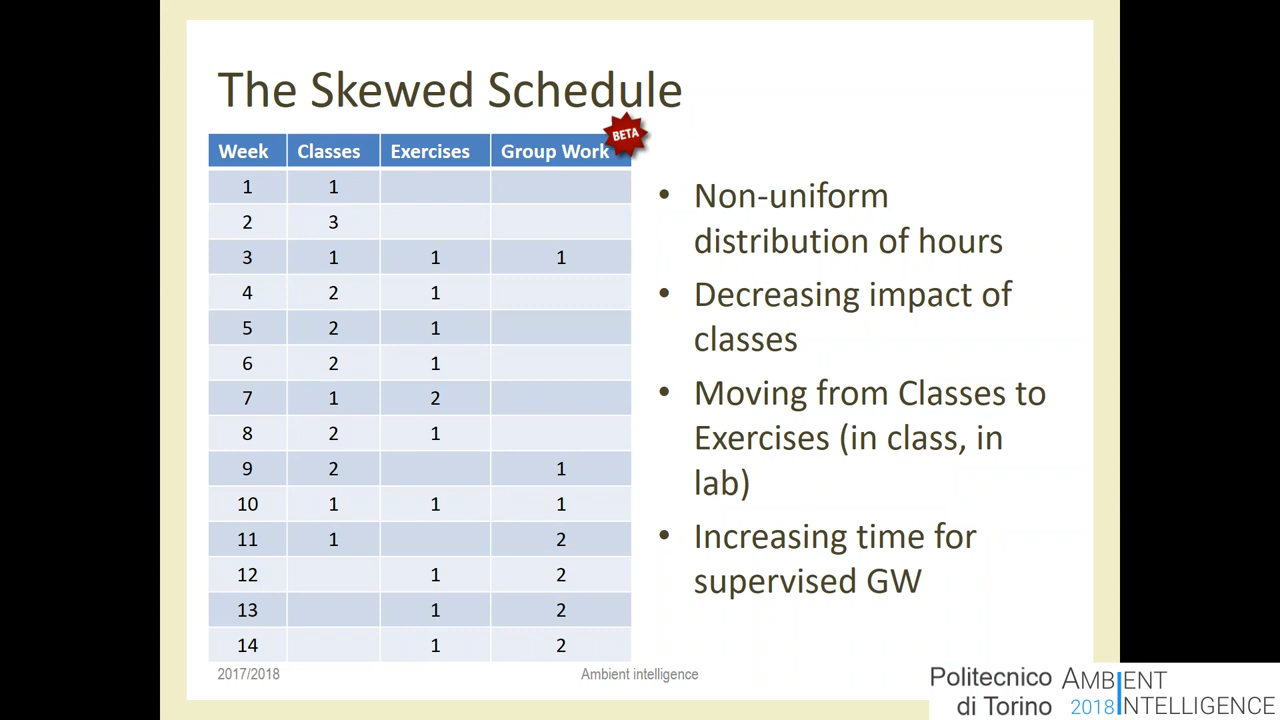 The Skewed Schedule
BETA
Week Classes Exercises Group Work
1 1
2 3
3 1 1 1
4 2 1
5 2 1
6 2 1
7 1 2
8 2 1
9 2 1
10 1 1 1
11 1 2
12 1 2
13 1 2
14 1 2
• Non-uniform
distribution of hours
• Decreasing impact of
classes
• Moving from Classes to
Exercises (in class, in
lab)
• Increasing time for
supervised GW
2017/2018
Ambient intelligence
Politecnico
di Torino
AMBIENT
2018 INTELLIGENCE